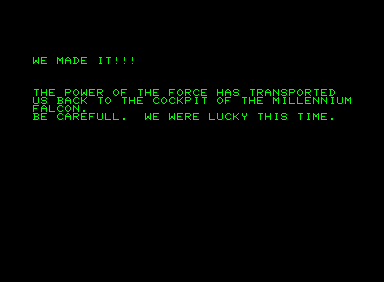 WE MADE IT!!!
THE POWER OF THE FORCE HAS TRANSPORTED
US BACK TO THE COCKPIT OF THE MILLENNIUM
FALCON.
BE CAREFULL.  WE WERE LUCKY THIS TIME.